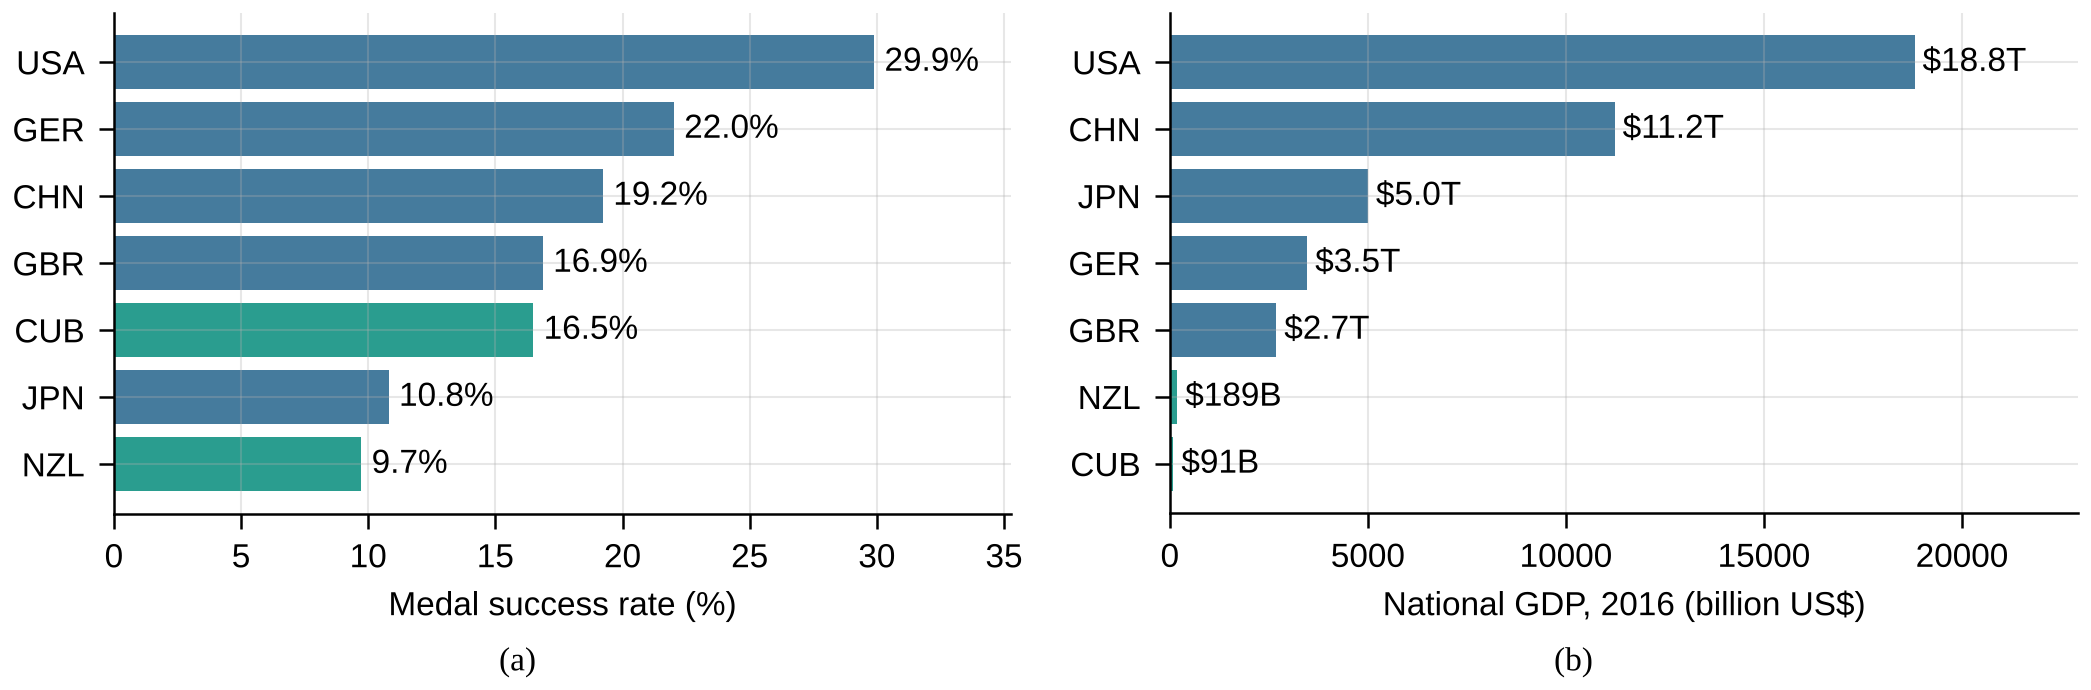 USA
29.9%
GER
22.0%
CHN
19.2%
GBR
16.9%
CUB
16.5%
JPN
10.8%
NZL
9.7%
0 5 10 15 20 25 30 35
Medal success rate (%)
(a)
USA
$18.8T
CHN
$11.2T
JPN
$5.0T
GER
$3.5T
GBR
$2.7T
NZL
$189B
CUB
$91B
0 5000 10000 15000 20000
National GDP, 2016 (billion US$)
(b)